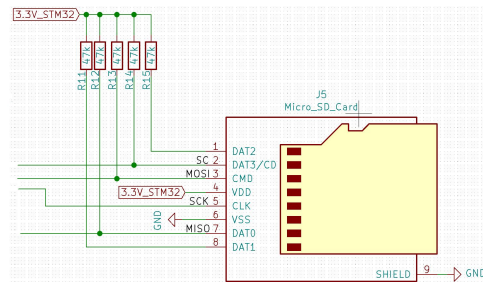 3.3V_STM32
47k 47k 47k 47k 47k
R11 R12 R13 R14 R15
J5
Micro_SD_Card
1 DAT2
SC 2 DAT3/CD
MOSI 3 CMD
3.3V_STM32 4 VDD
SCK 5 CLK
GND 6 VSS
MISO 7 DAT0
8 DAT1
SHIELD 9 GND